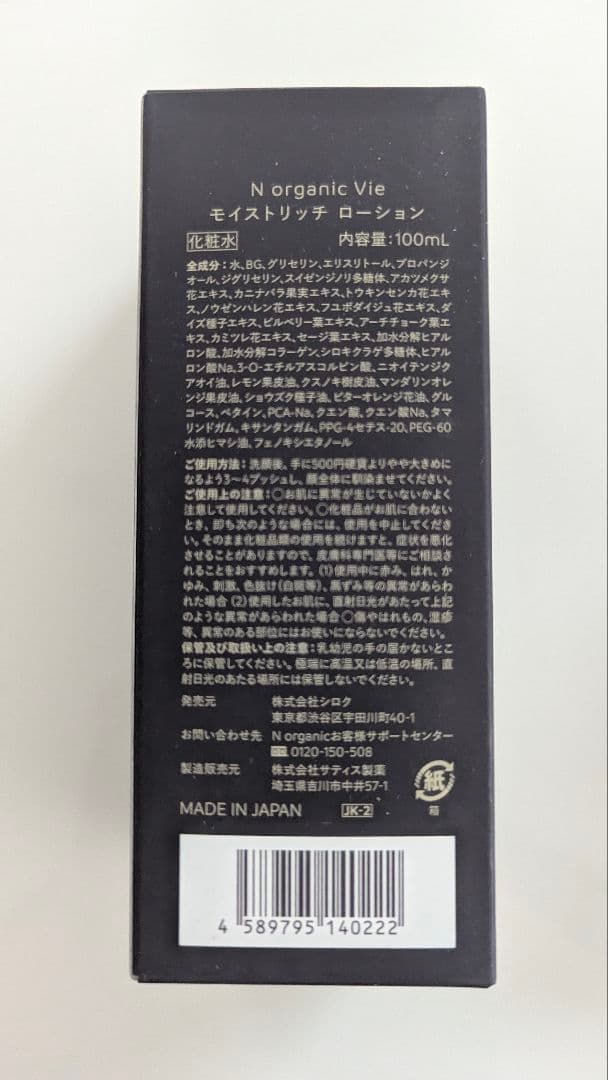 N organic Vie
モイストリッチ ローション
化粧水 内容量:100mL
全成分：水、BG、グリセリン、エリスリトール、プロパンジ
オール、ジグリセリン、スイゼンジノリ多糖体、アカツメクサ
花エキス、カニナバラ果実エキス、トウキンセンカ花エキ
ス、ノウゼンハレン花エキス、フユボダイジュ花エキス、ダ
イズ種子エキス、ビルベリー葉エキス、アーチチョーク葉エ
キス、カミツレ花エキス、セージ葉エキス、加水分解ヒアル
ロン酸、加水分解コラーゲン、シロキクラゲ多糖体、ヒアル
ロン酸Na、3-O-エチルアスコルビン酸、ニオイテンジク
アオイ油、レモン果皮油、クスノキ樹皮油、マンダリンオレ
ンジ果皮油、ショウズク種子油、ビターオレンジ花油、グル
コース、ベタイン、PCA-Na、クエン酸、クエン酸Na、タマ
リンドガム、キサンタンガム、PPG-4セテス-20、PEG-60
水添ヒマシ油、フェノキシエタノール
ご使用方法：洗顔後、手に500円硬貨よりやや大きめに
なるよう3〜4プッシュし、顔全体に馴染ませてください。
ご使用上の注意：○お肌に異常が生じていないかよく
注意して使用してください。○化粧品がお肌に合わない
とき、即ち次のような場合には、使用を中止してくださ
い。そのまま化粧品類の使用を続けますと、症状を悪化
させることがありますので、皮膚科専門医等にご相談さ
れることをおすすめします。(1)使用中に赤み、はれ、か
ゆみ、刺激、色抜け(白斑等)、黒ずみ等の異常があらわ
れた場合 (2)使用したお肌に、直射日光があたって上記
のような異常があらわれた場合○傷やはれもの、湿疹
等、異常のある部位にはお使いにならないでください。
保管及び取扱い上の注意：乳幼児の手の届かないとこ
ろに保管してください。極端に高温又は低温の場所、直
射日光のあたる場所には保管しないでください。
発売元 株式会社シロク
東京都渋谷区宇田川町40-1
お問い合わせ先 N organicお客様サポートセンター
0120-150-508
製造販売元 株式会社サティス製薬
埼玉県吉川市中井57-1
紙
箱
MADE IN JAPAN JK-2
4 589795 140222